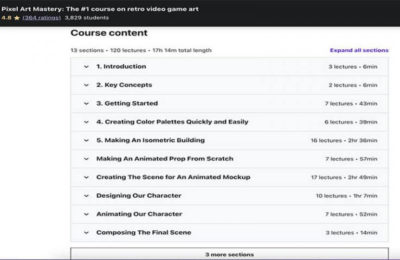 Pixel Art Mastery: The #1 course on retro video game art
4.8 ★ (364 ratings) 3,829 students
Course content
13 sections • 120 lectures • 17h 14m total length Expand all sections
1. Introduction 3 lectures • 6min
2. Key Concepts 2 lectures • 6min
3. Getting Started 7 lectures • 43min
4. Creating Color Palettes Quickly and Easily 6 lectures • 39min
5. Making An Isometric Building 16 lectures • 2hr 36min
Making An Animated Prop From Scratch 7 lectures • 57min
Creating The Scene for An Animated Mockup 17 lectures • 2hr 49min
Designing Our Character 10 lectures • 1hr 7min
Animating Our Character 7 lectures • 52min
Composing The Final Scene 3 lectures • 14min
3 more sections